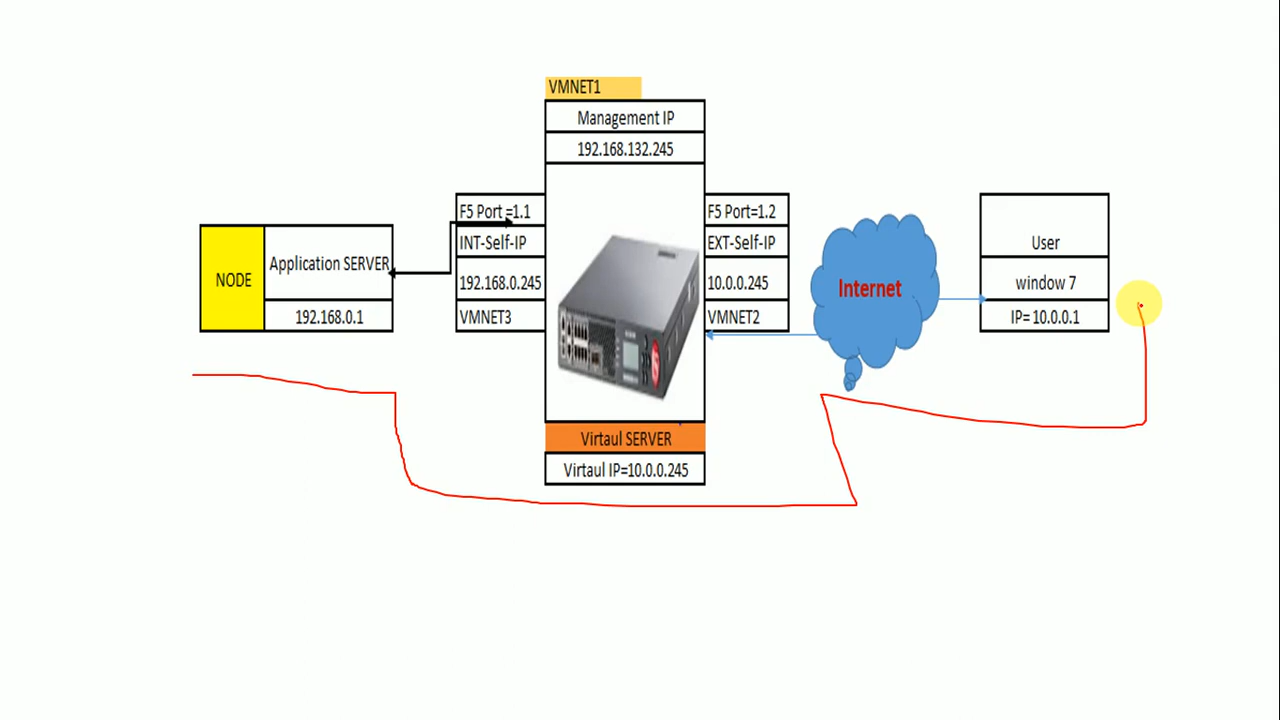 VMNET1
Management IP
192.168.132.245
NODE
Application SERVER
192.168.0.1
F5 Port =1.1
INT-Self-IP
192.168.0.245
VMNET3
F5 Port=1.2
EXT-Self-IP
10.0.0.245
VMNET2
Internet
User
window 7
IP= 10.0.0.1
Virtaul SERVER
Virtaul IP=10.0.0.245